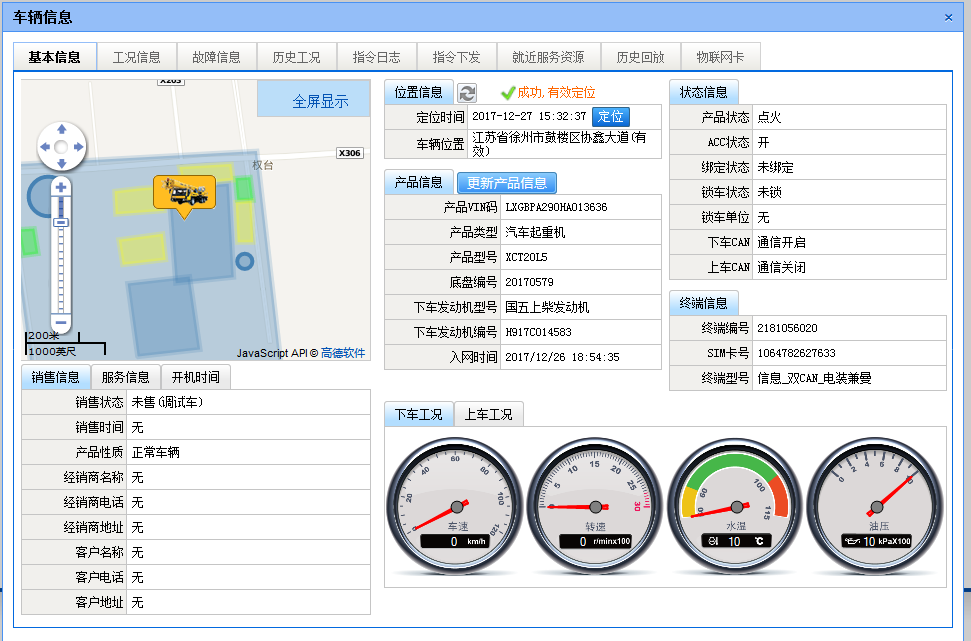 车辆信息
×
基本信息 工况信息 故障信息 历史工况 指令日志 指令下发 就近服务资源 历史回放 物联网卡
X203
全屏显示
X306
权台
200米
1000英尺
JavaScript API © 高德软件
位置信息
成功, 有效定位
定位时间 2017-12-27 15:32:37 定位
车辆位置 江苏省徐州市鼓楼区协鑫大道(有
效)
产品信息 更新产品信息
产品VIN码 LXGBPA290HA013636
产品类型 汽车起重机
产品型号 XCT20L5
底盘编号 20170579
下车发动机型号 国五上柴发动机
下车发动机编号 H917C014583
入网时间 2017/12/26 18:54:35
状态信息
产品状态 点火
ACC状态 开
绑定状态 未绑定
锁车状态 未锁
锁车单位 无
下车CAN 通信开启
上车CAN 通信关闭
终端信息
终端编号 2181056020
SIM卡号 1064782627633
终端型号 信息_双CAN_电装兼曼
销售信息 服务信息 开机时间
销售状态 未售(调试车)
销售时间 无
产品性质 正常车辆
经销商名称 无
经销商电话 无
经销商地址 无
客户名称 无
客户电话 无
客户地址 无
下车工况 上车工况
0 20 40 60 80 100 120
车速
0 km/h
0 5 10 15 20 25 30
转速
0 r/minx100
60 100 115
水温
10 ℃
0 2 4 6 8 10
油压
10 kPaX100